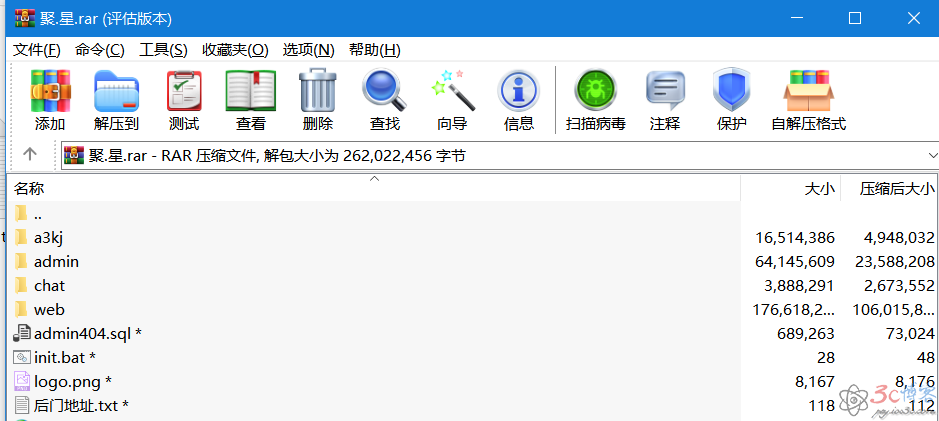 聚.星.rar (评估版本)
文件(F) 命令(C) 工具(S) 收藏夹(O) 选项(N) 帮助(H)
添加 解压到 测试 查看 删除 查找 向导 信息 扫描病毒 注释 保护 自解压格式
聚.星.rar - RAR 压缩文件, 解包大小为 262,022,456 字节
名称 大小 压缩后大小
..
a3kj 16,514,386 4,948,032
admin 64,145,609 23,588,208
chat 3,888,291 2,673,552
web 176,618,2... 106,015,8...
admin404.sql * 689,263 73,024
init.bat * 28 48
logo.png * 8,167 8,176
后门地址.txt * 118 112
3c博客